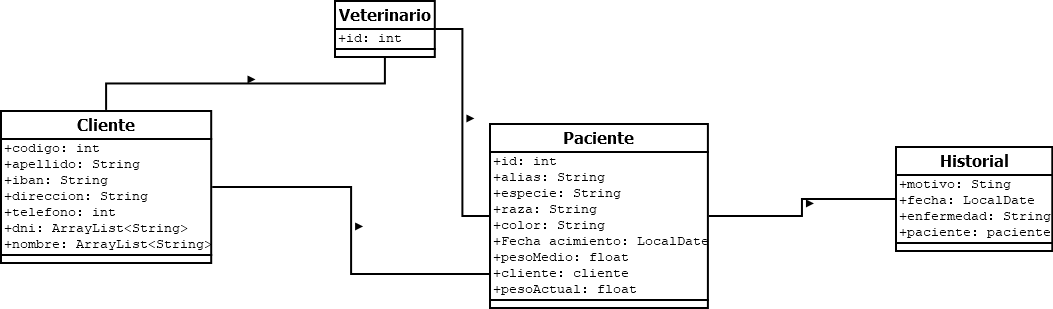 Veterinario
+id: int
Cliente
+codigo: int
+apellido: String
+iban: String
+direccion: String
+telefono: int
+dni: ArrayList<String>
+nombre: ArrayList<String>
Paciente
+id: int
+alias: String
+especie: String
+raza: String
+color: String
+Fecha acimiento: LocalDate
+pesoMedio: float
+cliente: cliente
+pesoActual: float
Historial
+motivo: Sting
+fecha: LocalDate
+enfermedad: String
+paciente: paciente